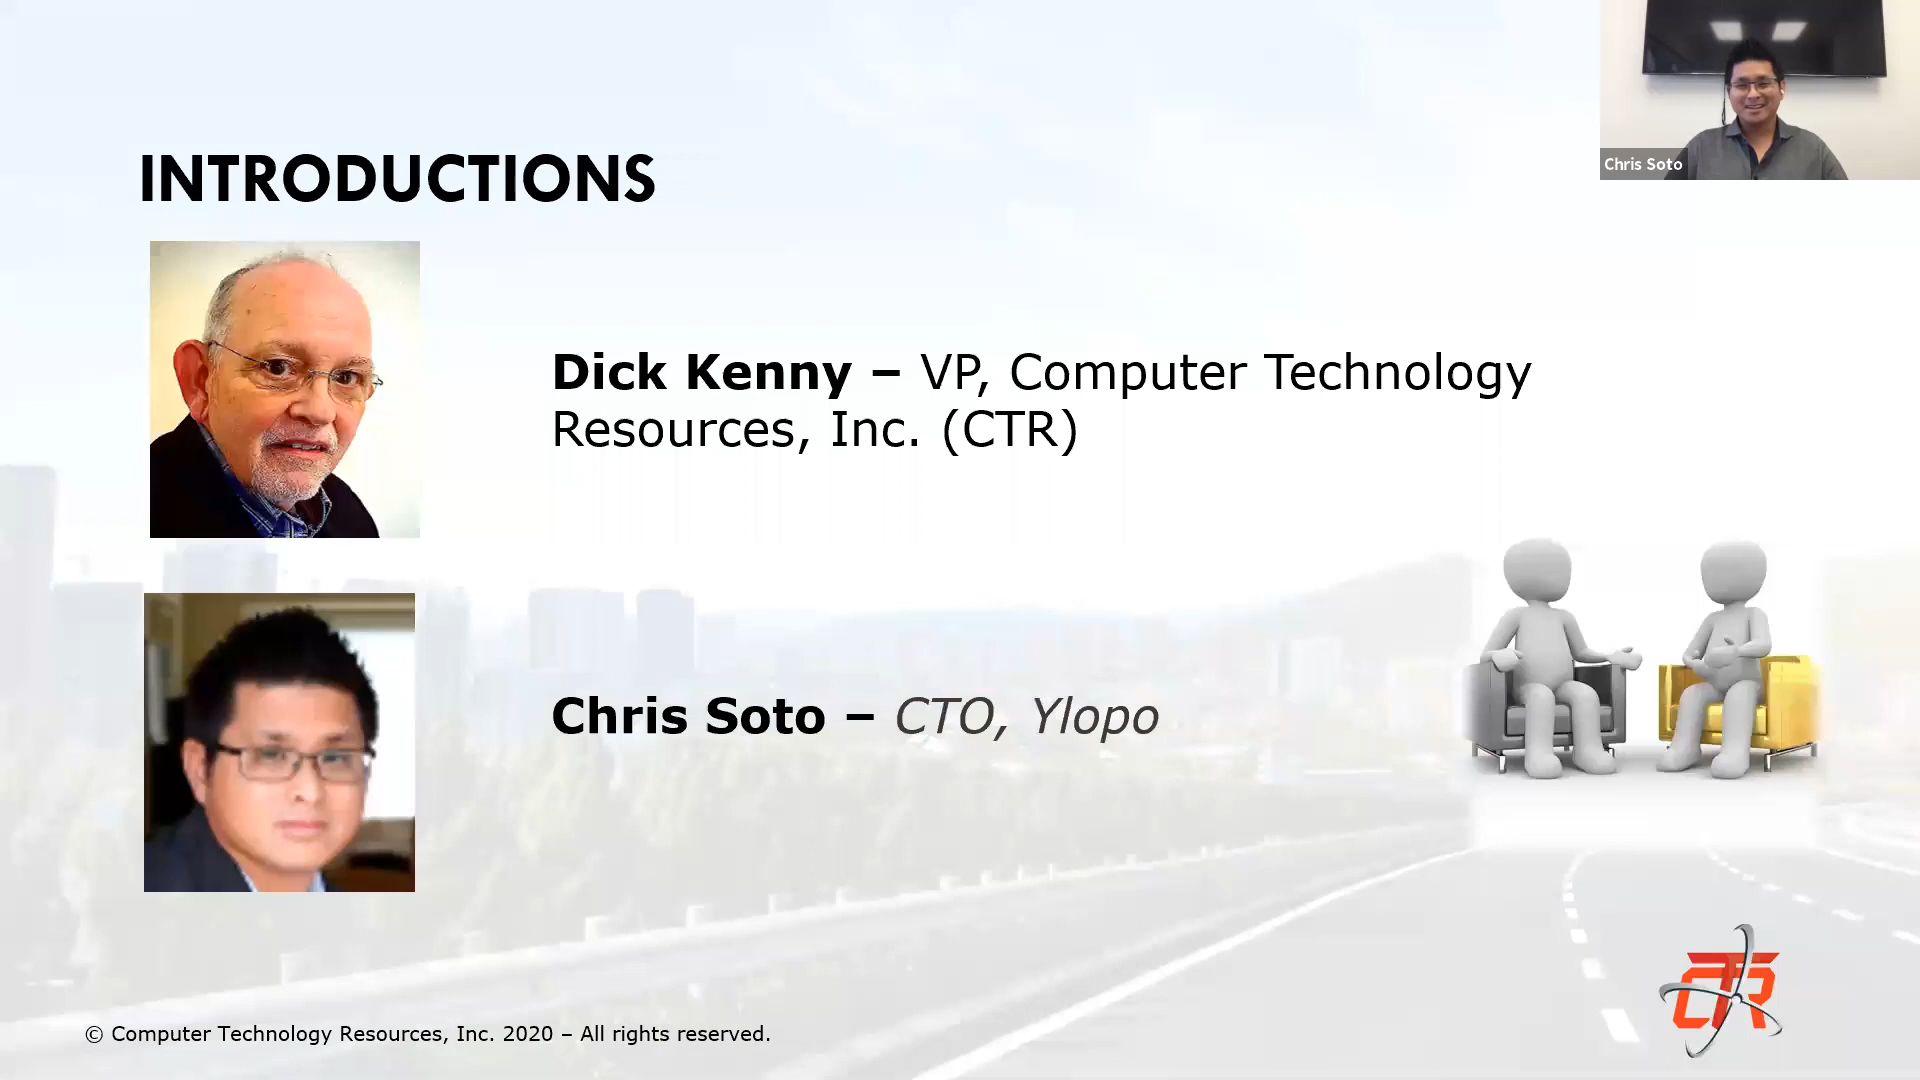 Chris Soto
INTRODUCTIONS
Dick Kenny – VP, Computer Technology
Resources, Inc. (CTR)
Chris Soto – CTO, Ylopo
CTR
© Computer Technology Resources, Inc. 2020 – All rights reserved.